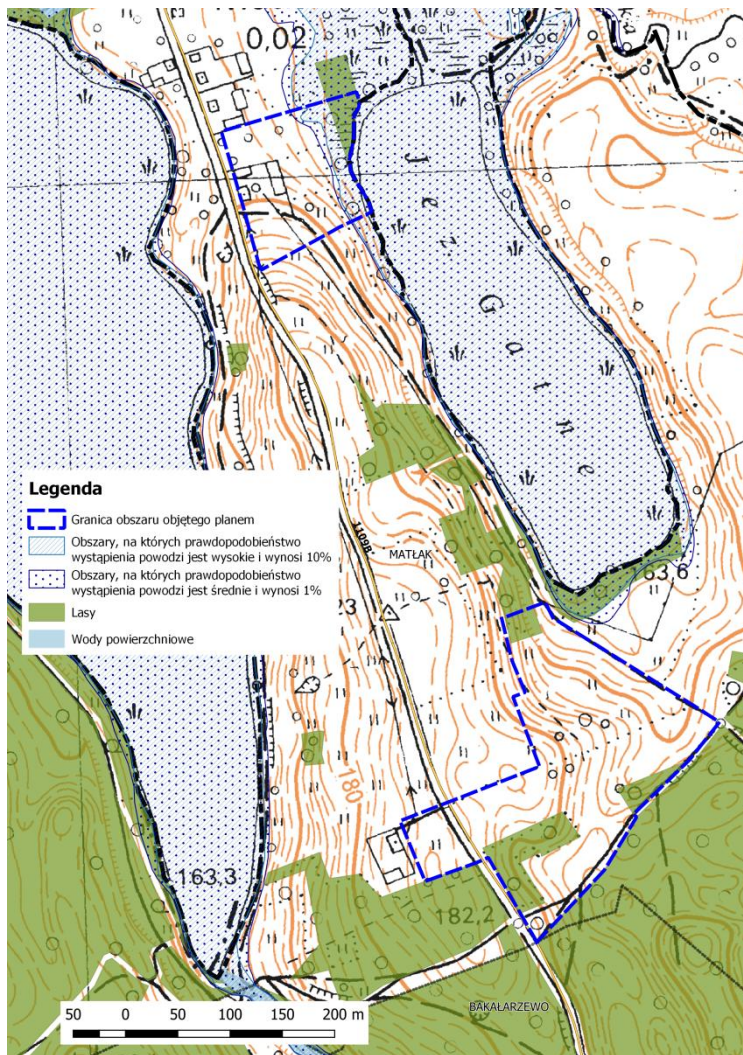 0,02
Jez. Gatne
Legenda
Granica obszaru objętego planem
Obszary, na których prawdopodobieństwo
wystąpienia powodzi jest wysokie i wynosi 10%
Obszary, na których prawdopodobieństwo
wystąpienia powodzi jest średnie i wynosi 1%
Lasy
Wody powierzchniowe
1109B
MATŁAK
63,6
23
180
163,3
182,2
50 0 50 100 150 200 m
BAKAŁARZEWO